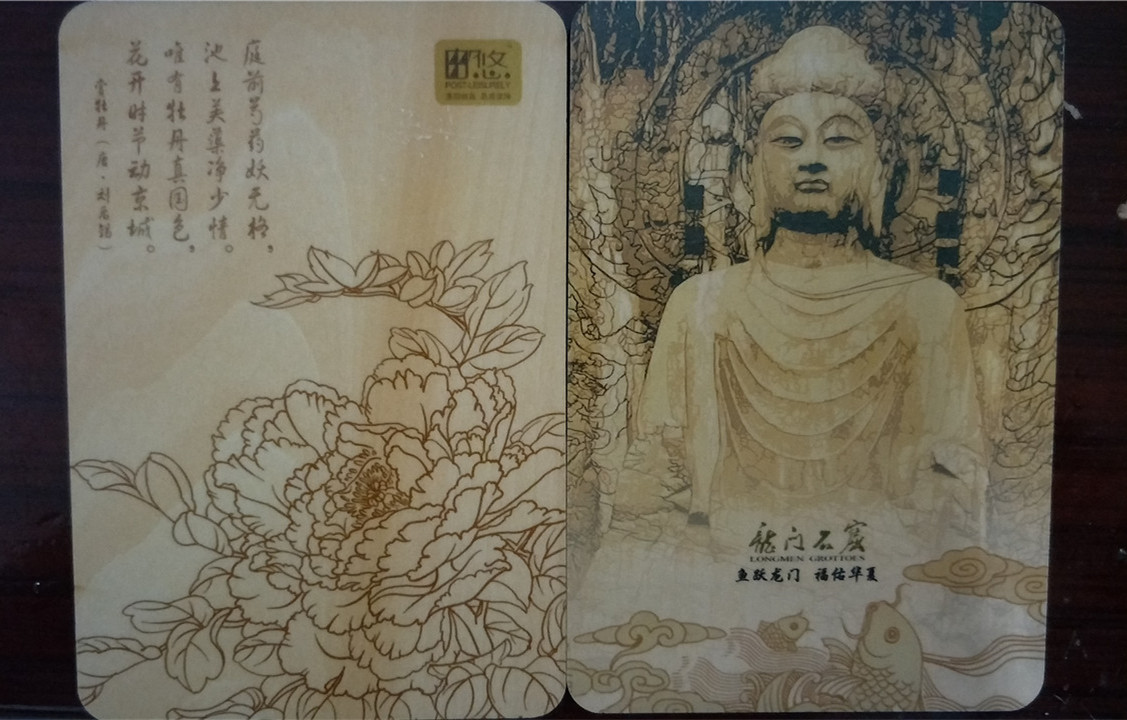 庭前芍药妖无格,
池上芙蕖净少情。
唯有牡丹真国色,
花开时节动京城。
赏牡丹(唐·刘禹锡)
邮悠
POST·LEISURELY
龍门石窟
LONGMEN GROTTOES
鱼跃龙门 福佑华夏